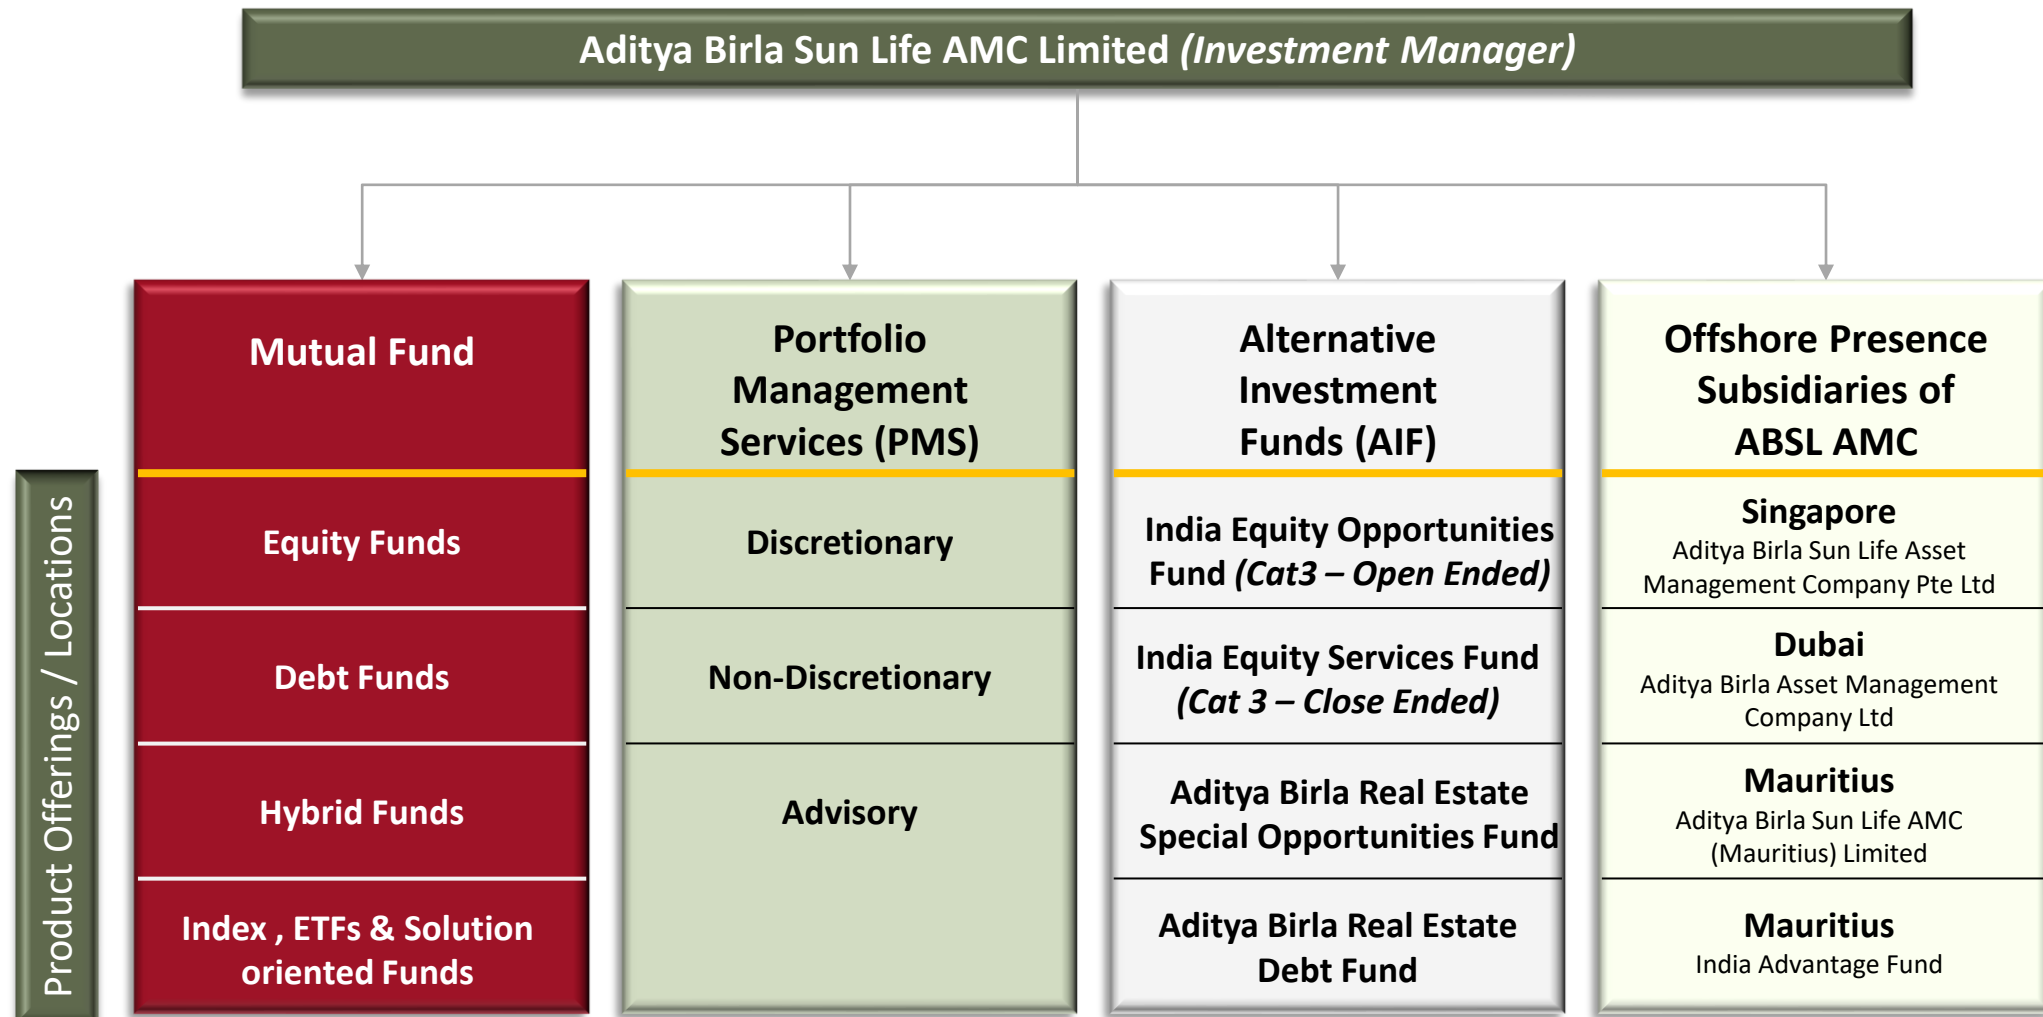 Aditya Birla Sun Life AMC Limited (Investment Manager)
Mutual Fund
Portfolio
Management
Services (PMS)
Alternative
Investment
Funds (AIF)
Offshore Presence
Subsidiaries of
ABSL AMC
Product Offerings / Locations
Equity Funds
Discretionary
India Equity Opportunities
Fund (Cat3 – Open Ended)
Singapore
Aditya Birla Sun Life Asset
Management Company Pte Ltd
Debt Funds
Non-Discretionary
India Equity Services Fund
(Cat 3 – Close Ended)
Dubai
Aditya Birla Asset Management
Company Ltd
Hybrid Funds
Advisory
Aditya Birla Real Estate
Special Opportunities Fund
Mauritius
Aditya Birla Sun Life AMC
(Mauritius) Limited
Index , ETFs & Solution
oriented Funds
Aditya Birla Real Estate
Debt Fund
Mauritius
India Advantage Fund